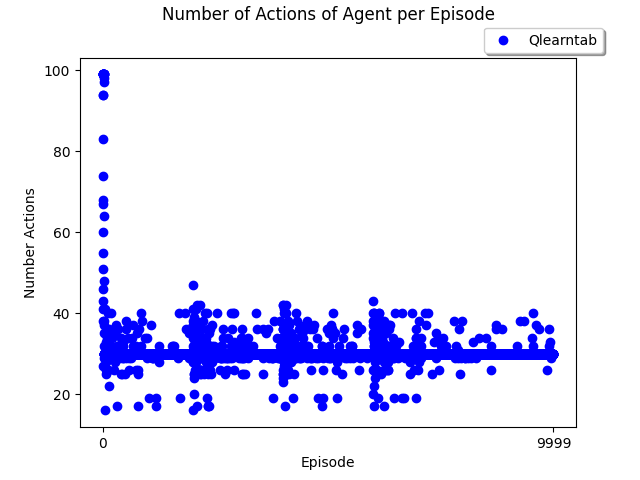 Number of Actions of Agent per Episode
Qlearntab
100
80
60
40
20
Number Actions
0
9999
Episode